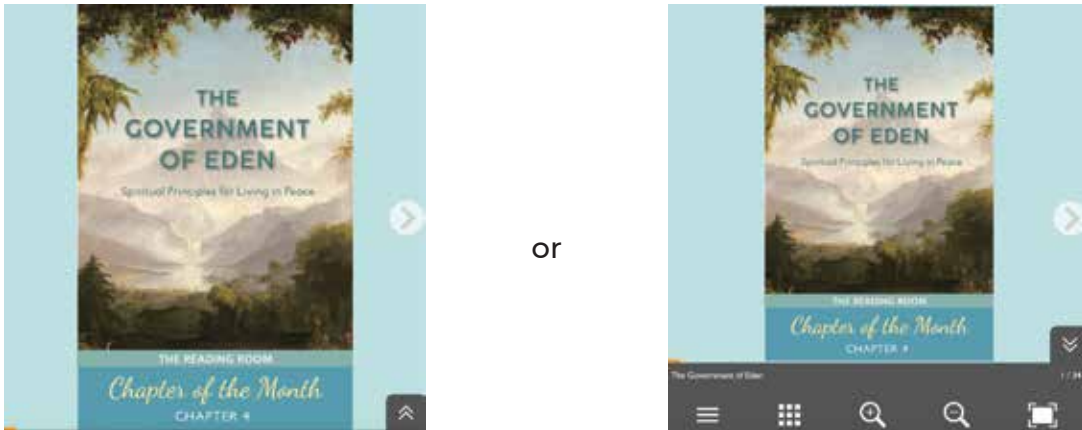 THE
GOVERNMENT
OF EDEN
Spiritual Principles for Living in Peace
THE READING ROOM
Chapter of the Month
CHAPTER 4
or
THE
GOVERNMENT
OF EDEN
Spiritual Principles for Living in Peace
THE READING ROOM
Chapter of the Month
CHAPTER 4
The Government of Eden
1 / 34